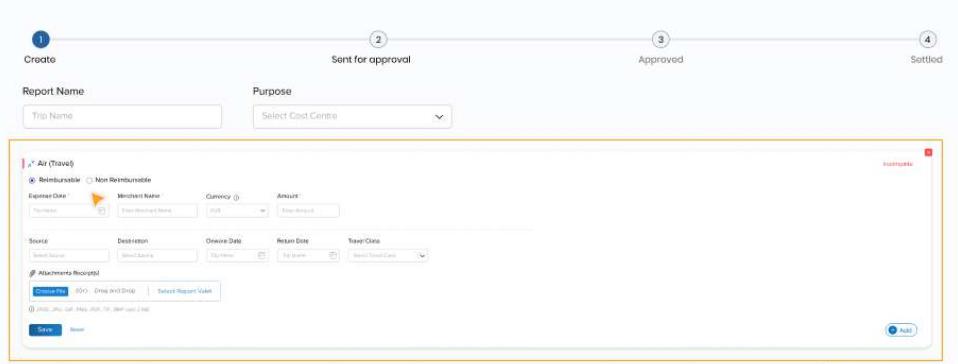 1 2 3 4
Create Sent for approval Approved Settled
Report Name Purpose
Trip Name Select Cost Centre
Air (Travel) Incomplete
Reimbursable Non Reimbursable
Expense Date * Merchant Name * Currency Amount *
Trip Name Enter Merchant Name Enter Amount
Source Destination Onward Date Return Date Travel Class
Select Source Select Source Trip Name Trip Name Select Travel Class
Attachments Receipt(s)
Choose File (Or) Drag and Drop Select Report Valet
Save Reset Add